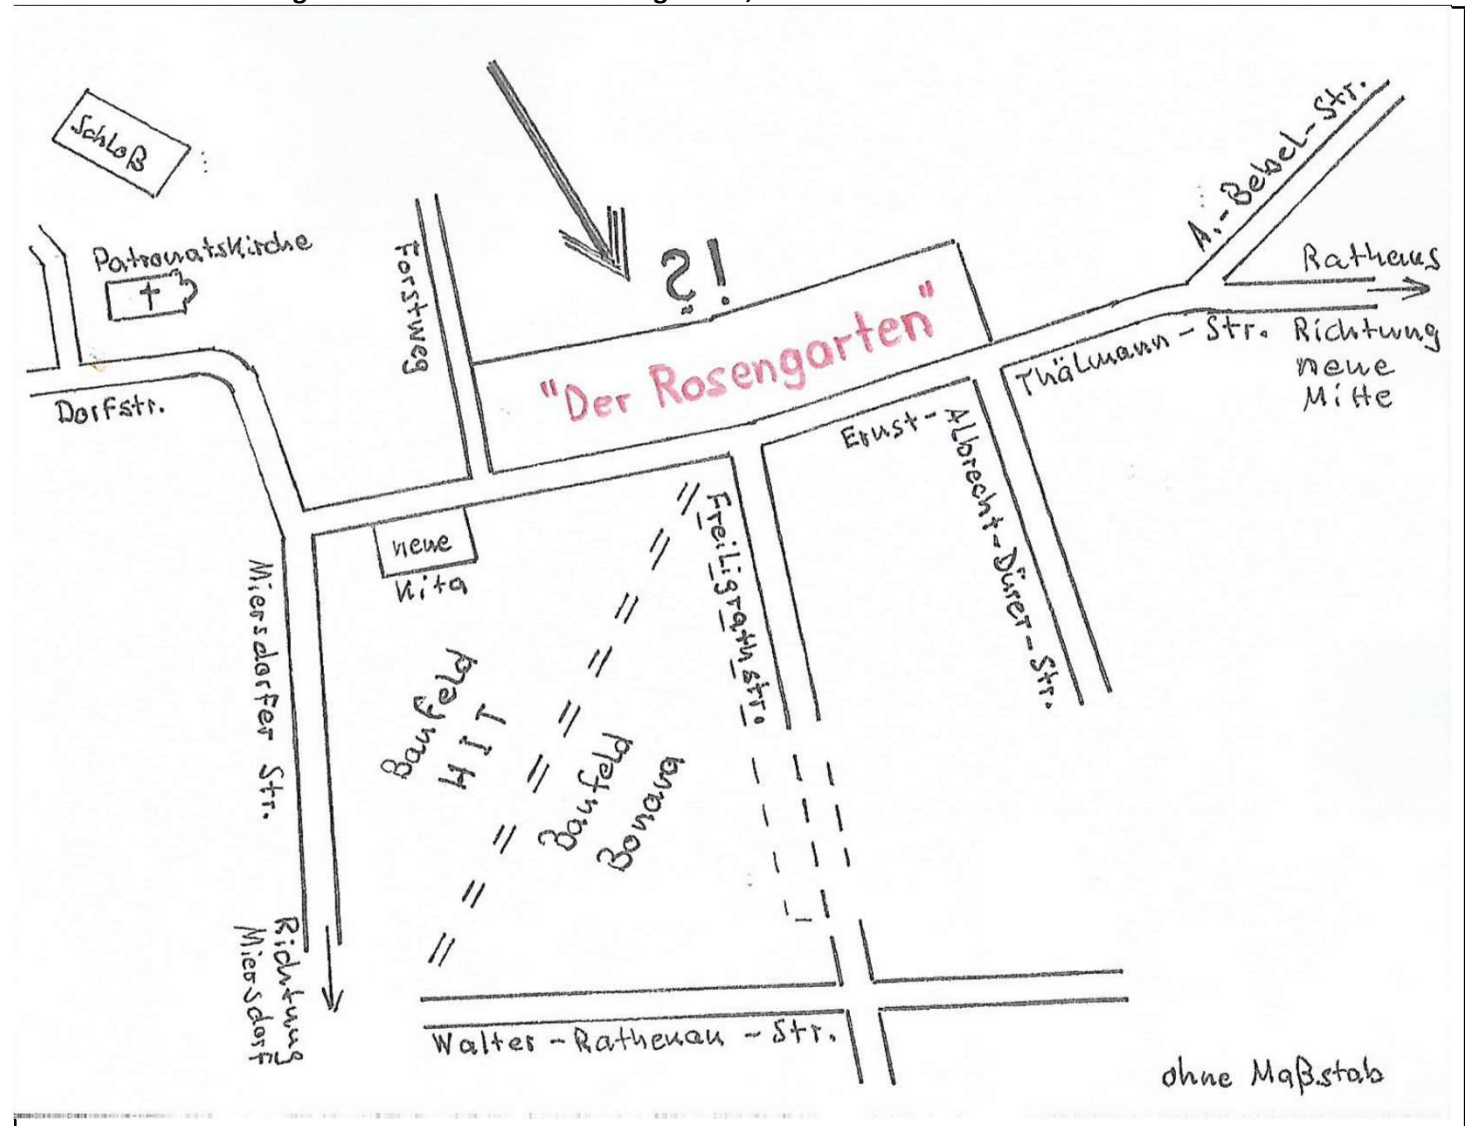 Schloß
Patronatskirche
Dorfstr.
Forstweg
?!
"Der Rosengarten"
A.-Bebel-Str.
Rathaus
Richtung
neue
Mitte
Ernst-Thälmann-Str.
Albrecht-Dürer-Str.
Freiligrathstr.
neue
Kita
Miersdorfer Str.
Baufeld
HIT
Baufeld
Bonava
Richtung
Miersdorf
Walter-Rathenau-Str.
ohne Maßstab